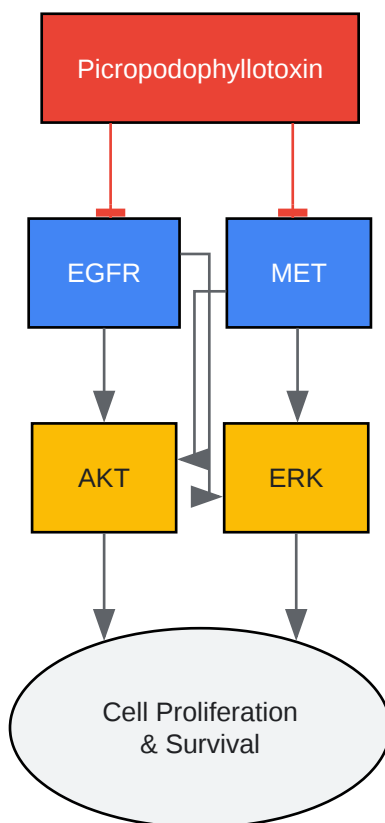 Picropodophyllotoxin
EGFR
MET
AKT
ERK
Cell Proliferation
& Survival